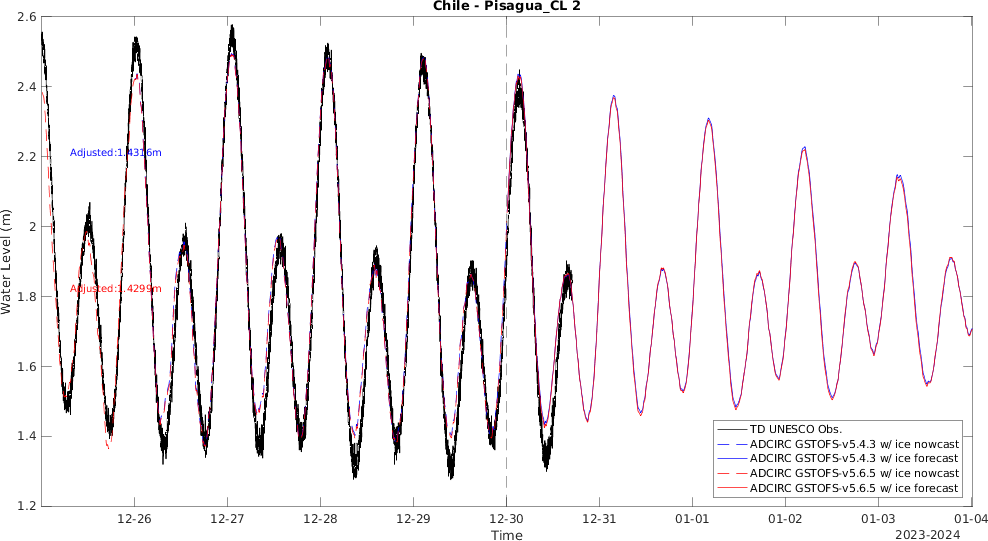 Chile - Pisagua_CL 2
2.6
2.4
2.2
2
1.8
1.6
1.4
1.2
Water Level (m)
Adjusted:1.4316m
Adjusted:1.4299m
TD UNESCO Obs.
ADCIRC GSTOFS-v5.4.3 w/ ice nowcast
ADCIRC GSTOFS-v5.4.3 w/ ice forecast
ADCIRC GSTOFS-v5.6.5 w/ ice nowcast
ADCIRC GSTOFS-v5.6.5 w/ ice forecast
12-26 12-27 12-28 12-29 12-30 12-31 01-01 01-02 01-03 01-04
Time
2023-2024